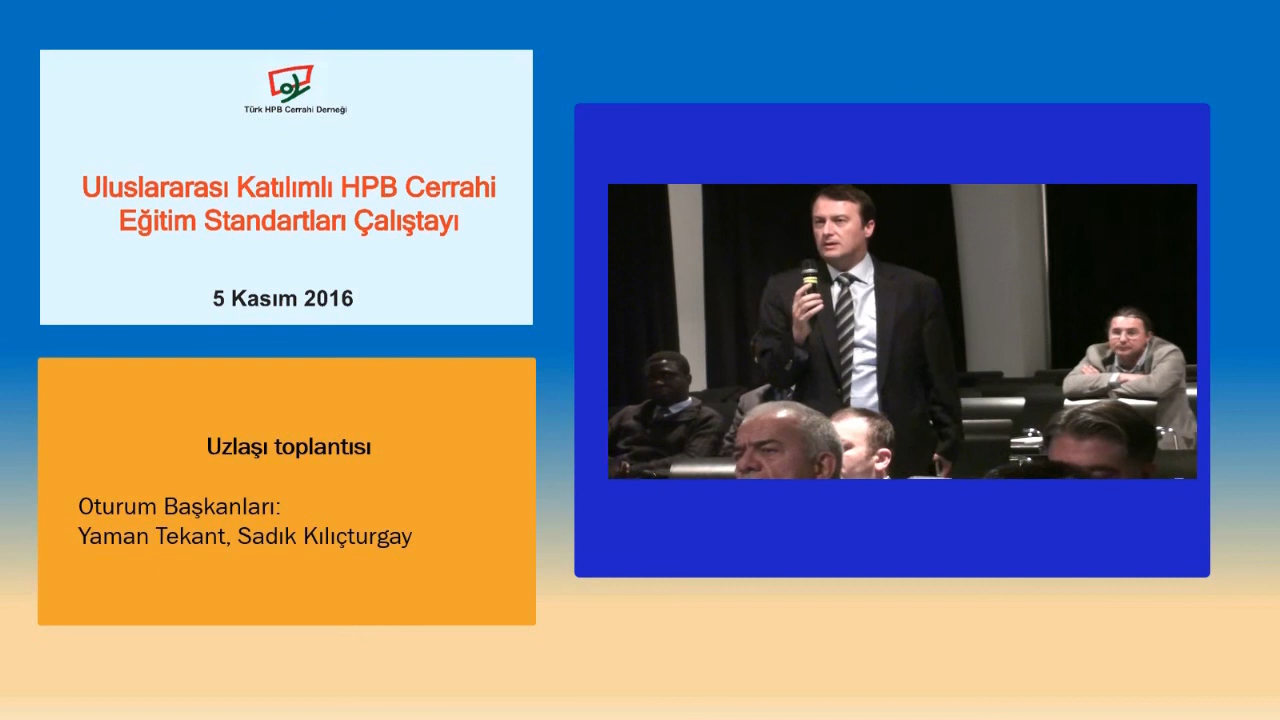 Türk HPB Cerrahi Derneği
Uluslararası Katılımlı HPB Cerrahi
Eğitim Standartları Çalıştayı
5 Kasım 2016
Uzlaşı toplantısı
Oturum Başkanları:
Yaman Tekant, Sadık Kılıçturgay